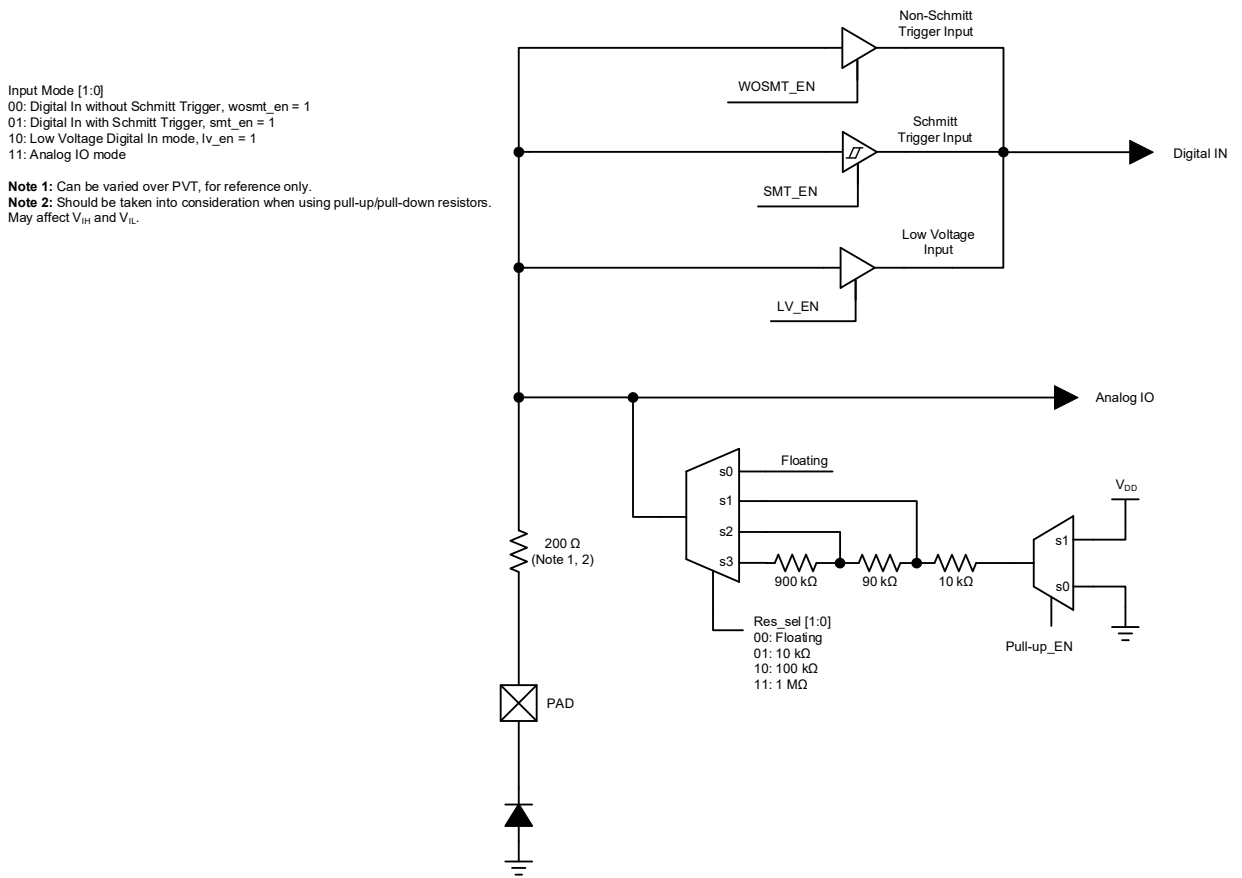 Non-Schmitt
Trigger Input
WOSMT_EN
Input Mode [1:0]
00: Digital In without Schmitt Trigger, wosmt_en = 1
01: Digital In with Schmitt Trigger, smt_en = 1
10: Low Voltage Digital In mode, lv_en = 1
11: Analog IO mode
Note 1: Can be varied over PVT, for reference only.
Note 2: Should be taken into consideration when using pull-up/pull-down resistors.
May affect VIH and VIL.
Schmitt
Trigger Input
Digital IN
SMT_EN
Low Voltage
Input
LV_EN
Analog IO
s0
Floating
s1
s2
s3
900 kΩ
90 kΩ
10 kΩ
VDD
s1
s0
Pull-up_EN
200 Ω
(Note 1, 2)
Res_sel [1:0]
00: Floating
01: 10 kΩ
10: 100 kΩ
11: 1 MΩ
PAD